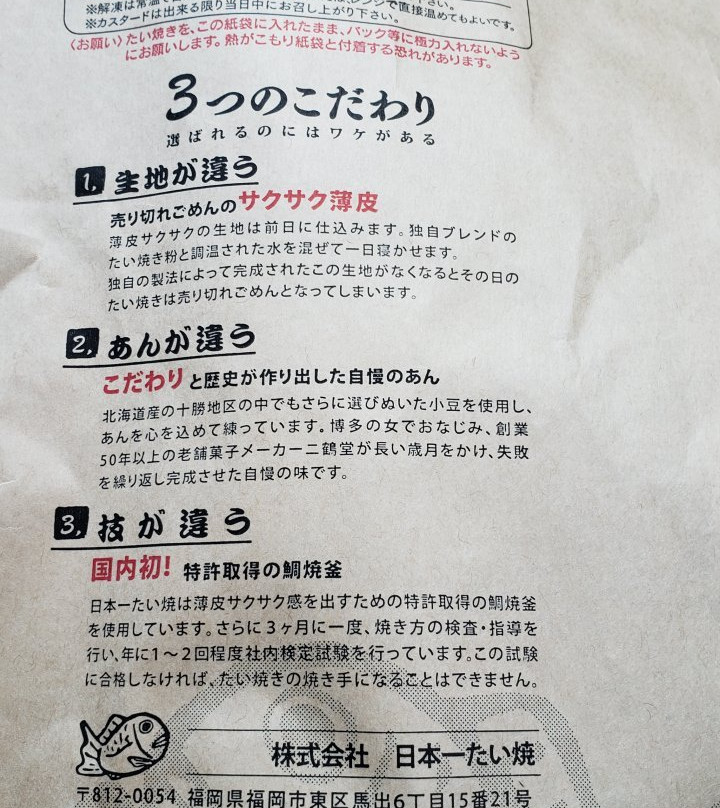 ※解凍は常温で
で直接温めてもよいです。
※カスタードは出来る限り当日中にお召し上がり下さい。
〈お願い〉たい焼きを、この紙袋に入れたまま、パック等に極力入れないよう
にお願いします。熱がこもり紙袋と付着する恐れがあります。
3つのこだわり
選ばれるのにはワケがある
1. 生地が違う
売り切れごめんのサクサク薄皮
薄皮サクサクの生地は前日に仕込みます。独自ブレンドの
たい焼き粉と調温された水を混ぜて一日寝かせます。
独自の製法によって完成されたこの生地がなくなるとその日の
たい焼きは売り切れごめんとなってしまいます。
2. あんが違う
こだわりと歴史が作り出した自慢のあん
北海道産の十勝地区の中でもさらに選びぬいた小豆を使用し、
あんを心を込めて練っています。博多の女でおなじみ、創業
50年以上の老舗菓子メーカー二鶴堂が長い歳月をかけ、失敗
を繰り返し完成させた自慢の味です。
3. 技が違う
国内初! 特許取得の鯛焼釜
日本一たい焼は薄皮サクサク感を出すための特許取得の鯛焼釜
を使用しています。さらに3ヶ月に一度、焼き方の検査・指導を
行い、年に1〜2回程度社内検定試験を行っています。この試験
に合格しなければ、たい焼きの焼き手になることはできません。
株式会社 日本一たい焼
〒812-0054 福岡県福岡市東区馬出6丁目15番21号